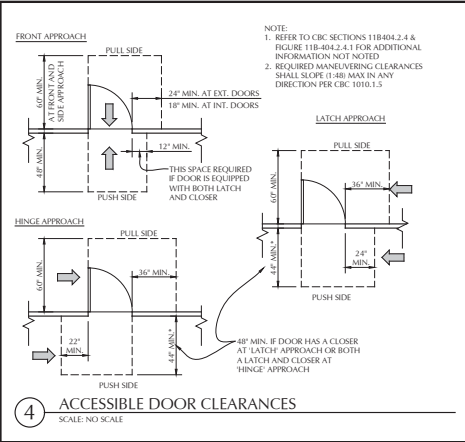 FRONT APPROACH
PULL SIDE
60" MIN.
AT FRONT AND
SIDE APPROACH
48" MIN.
24" MIN. AT EXT. DOORS
18" MIN. AT INT. DOORS
12" MIN.
THIS SPACE REQUIRED
IF DOOR IS EQUIPPED
WITH BOTH LATCH
AND CLOSER
PUSH SIDE
NOTE:
1. REFER TO CBC SECTIONS 11B404.2.4 &
FIGURE 11B-404.2.4.1 FOR ADDITIONAL
INFORMATION NOT NOTED
2. REQUIRED MANEUVERING CLEARANCES
SHALL SLOPE (1:48) MAX IN ANY
DIRECTION PER CBC 1010.1.5
LATCH APPROACH
PULL SIDE
60" MIN.
36" MIN.
44" MIN.*
24"
MIN.
PUSH SIDE
HINGE APPROACH
PULL SIDE
60" MIN.
36" MIN.
22"
MIN.
44" MIN.*
PUSH SIDE
48" MIN. IF DOOR HAS A CLOSER
AT 'LATCH' APPROACH OR BOTH
A LATCH AND CLOSER AT
'HINGE' APPROACH
4 ACCESSIBLE DOOR CLEARANCES
SCALE: NO SCALE